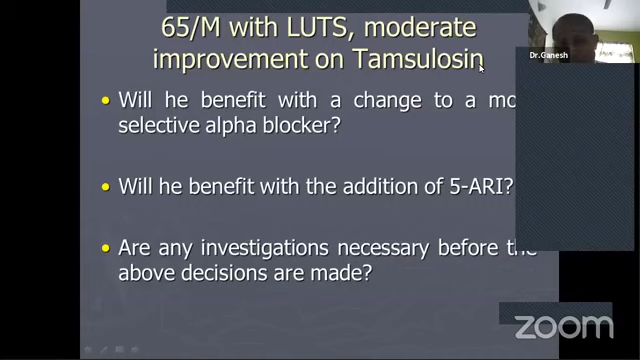 65/M with LUTS, moderate
improvement on Tamsulosin
Dr.Ganesh
• Will he benefit with a change to a mo
selective alpha blocker?
• Will he benefit with the addition of 5-ARI?
• Are any investigations necessary before the
above decisions are made?
zoom